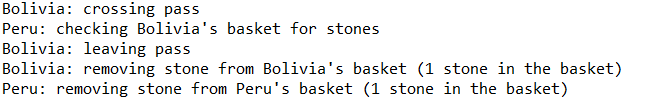 Bolivia: crossing pass
Peru: checking Bolivia's basket for stones
Bolivia: leaving pass
Bolivia: removing stone from Bolivia's basket (1 stone in the basket)
Peru: removing stone from Peru's basket (1 stone in the basket)